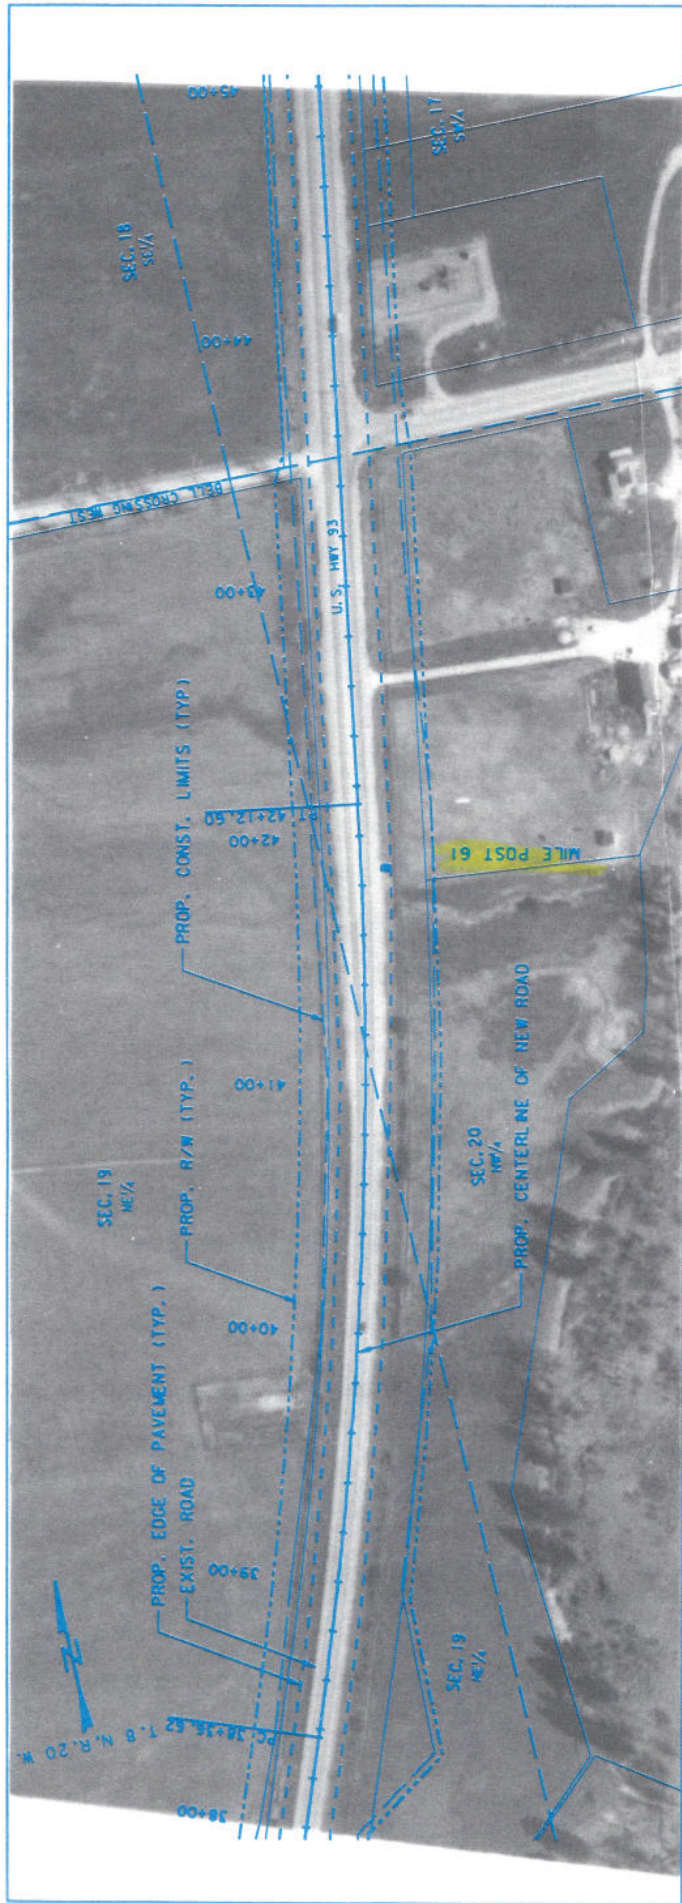 45+00
SEC. 17
SW¼
SEC. 18
SE¼
44+00
BELL CROSSING WEST
43+00
U.S. HWY 93
PROP. CONST. LIMITS (TYP)
PT 42+12.50
42+00
MILE POST 61
41+00
PROP. R/W (TYP.)
SEC. 19
NE¼
SEC. 20
NW¼
PROP. CENTERLINE OF NEW ROAD
40+00
PROP. EDGE OF PAVEMENT (TYP.)
EXIST. ROAD
39+00
SEC. 19
NE¼
PC 38+36.62
T. 8 N, R. 20 W.
38+00